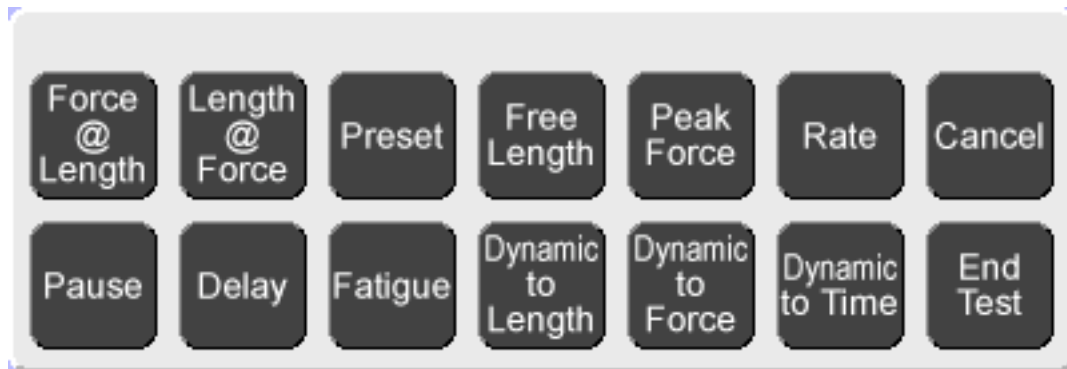 Force
@
Length
Length
@
Force
Preset
Free
Length
Peak
Force
Rate
Cancel
Pause
Delay
Fatigue
Dynamic
to
Length
Dynamic
to
Force
Dynamic
to Time
End
Test